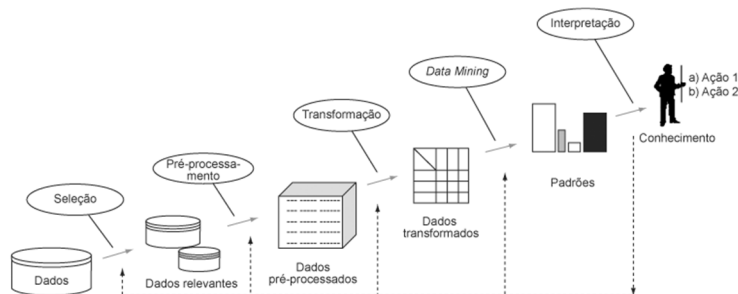 Interpretação
a) Ação 1
b) Ação 2
Data Mining
Conhecimento
Transformação
Padrões
Pré-processa-
mento
Dados
transformados
Seleção
Dados
pré-processados
Dados relevantes
Dados